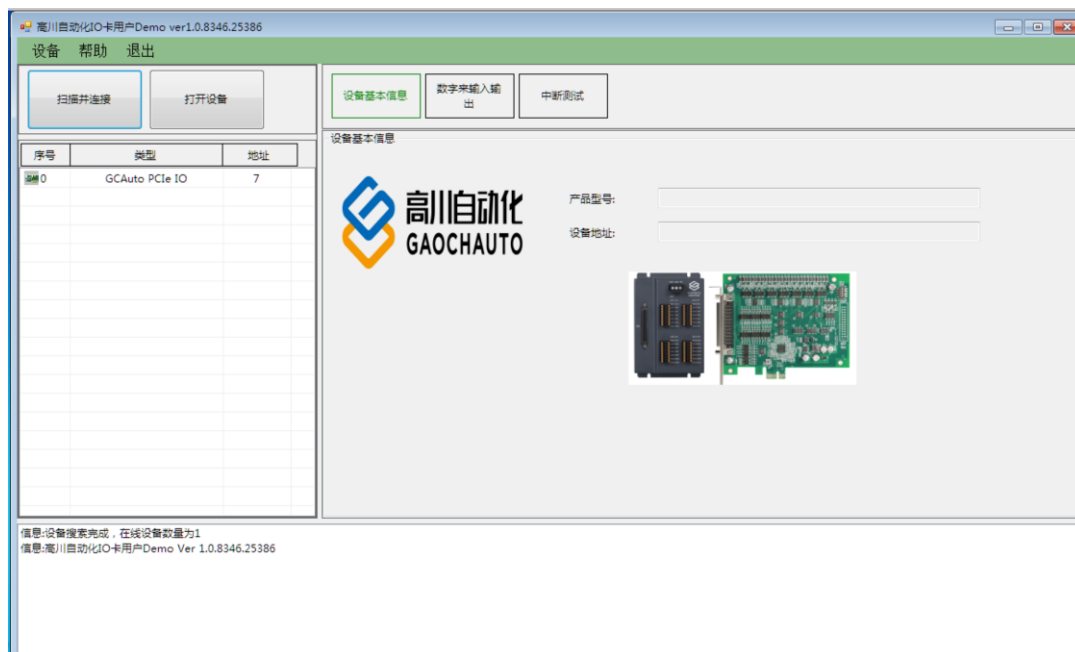 高川自动化IO卡用户Demo ver1.0.8346.25386
设备 帮助 退出
扫描并连接 打开设备
设备基本信息 数字来输入输出 中断测试
设备基本信息
序号 类型 地址
0 GCAuto PCIe IO 7
高川自动化
GAOCHAUTO
产品型号:
设备地址:
信息:设备搜索完成，在线设备数量为1
信息:高川自动化IO卡用户Demo Ver 1.0.8346.25386